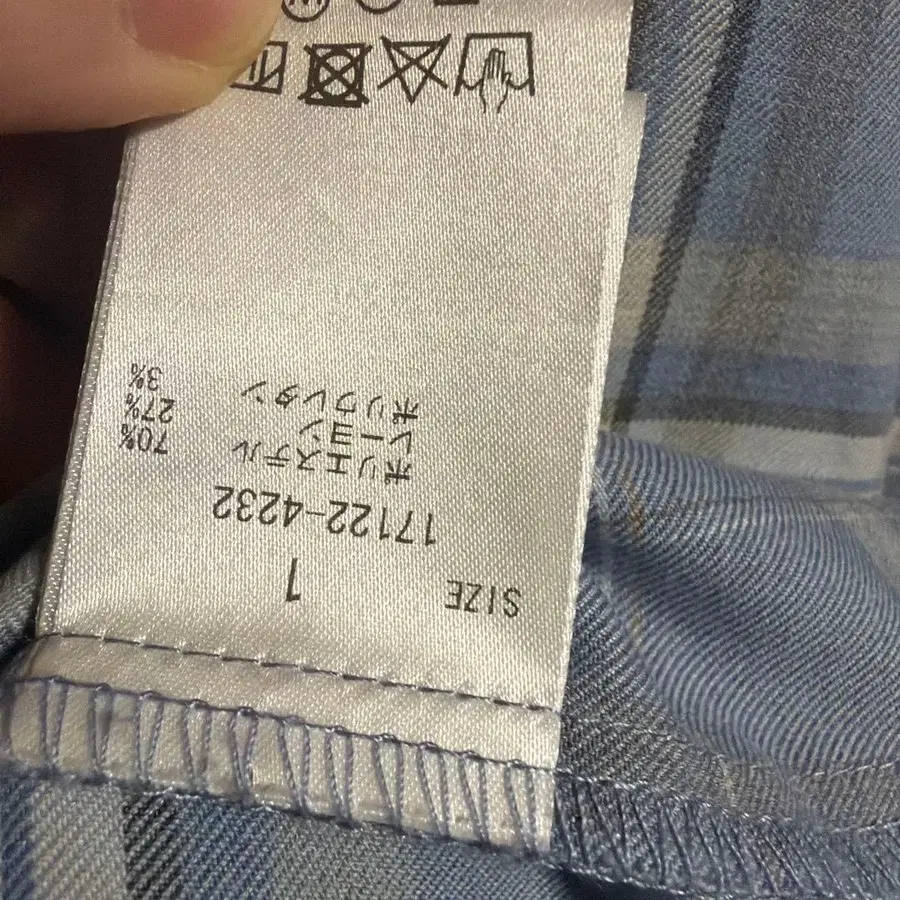 SIZE 1
17122-4232
ポリエステル 70%
レーヨン 27%
ポリウレタン 3%